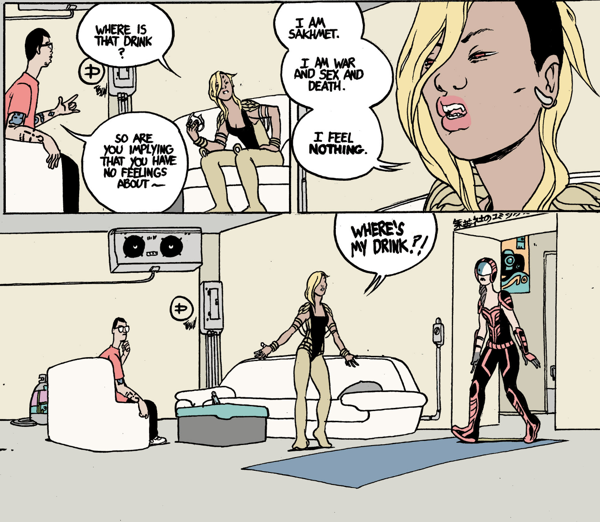 WHERE IS
THAT DRINK
?
SO ARE
YOU IMPLYING
THAT YOU HAVE
NO FEELINGS
ABOUT~
I AM
SAKHMET.
I AM WAR
AND SEX AND
DEATH.
I FEEL
NOTHING.
WHERE'S
MY DRINK?!